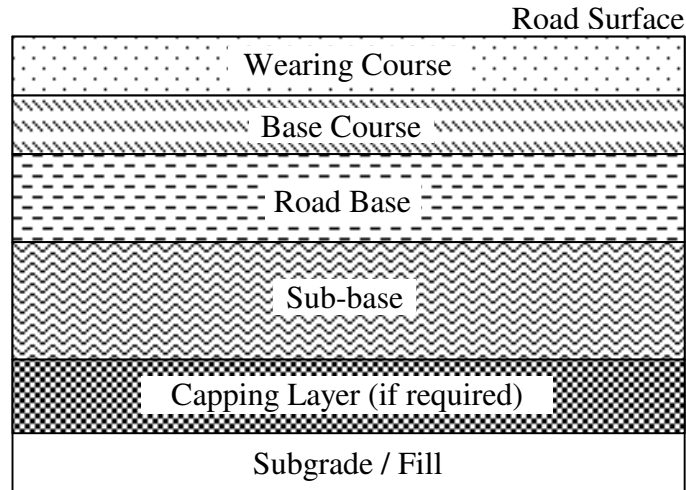 Road Surface
Wearing Course
Base Course
Road Base
Sub-base
Capping Layer (if required)
Subgrade / Fill